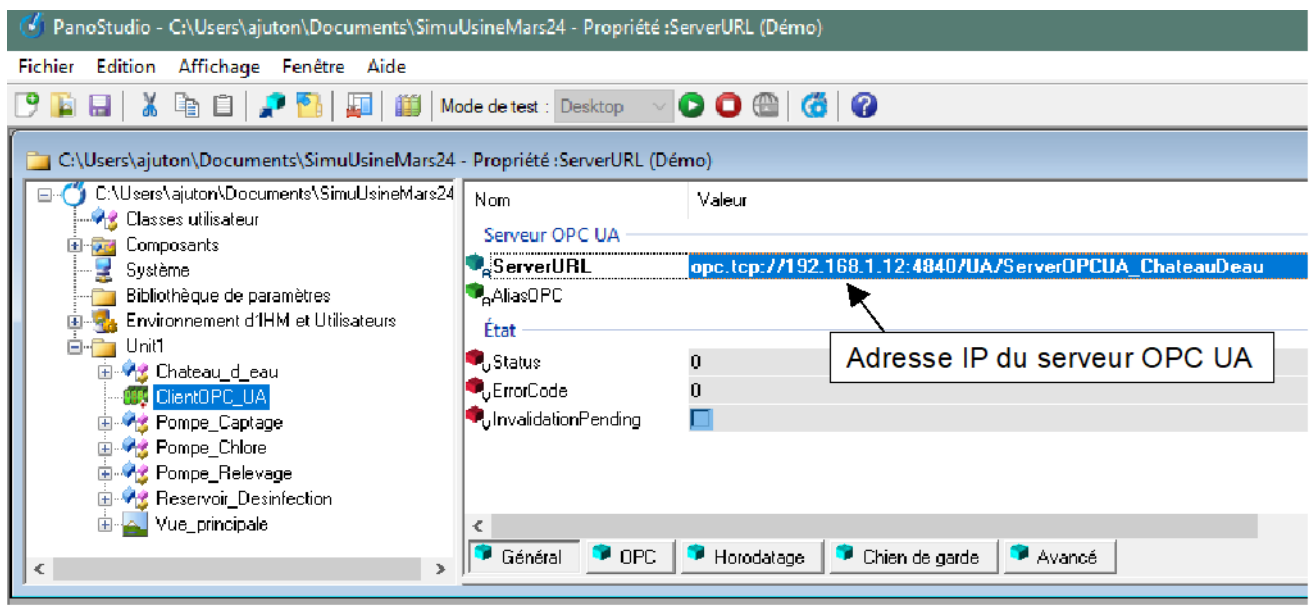 PanoStudio - C:\Users\ajuton\Documents\SimuUsineMars24 - Propriété :ServerURL (Démo)
Fichier Edition Affichage Fenêtre Aide
Mode de test : Desktop
C:\Users\ajuton\Documents\SimuUsineMars24 - Propriété :ServerURL (Démo)
C:\Users\ajuton\Documents\SimuUsineMars24
Classes utilisateur
Composants
Système
Bibliothèque de paramètres
Environnement d'IHM et Utilisateurs
Unit1
Chateau_d_eau
ClientOPC_UA
Pompe_Captage
Pompe_Chlore
Pompe_Relevage
Reservoir_Desinfection
Vue_principale
Nom Valeur
Serveur OPC UA
ServerURL opc.tcp://192.168.1.12:4840/UA/ServerOPCUA_ChateauDeau
AliasOPC
État
Status 0
ErrorCode 0
InvalidationPending
Adresse IP du serveur OPC UA
Général OPC Horodatage Chien de garde Avancé